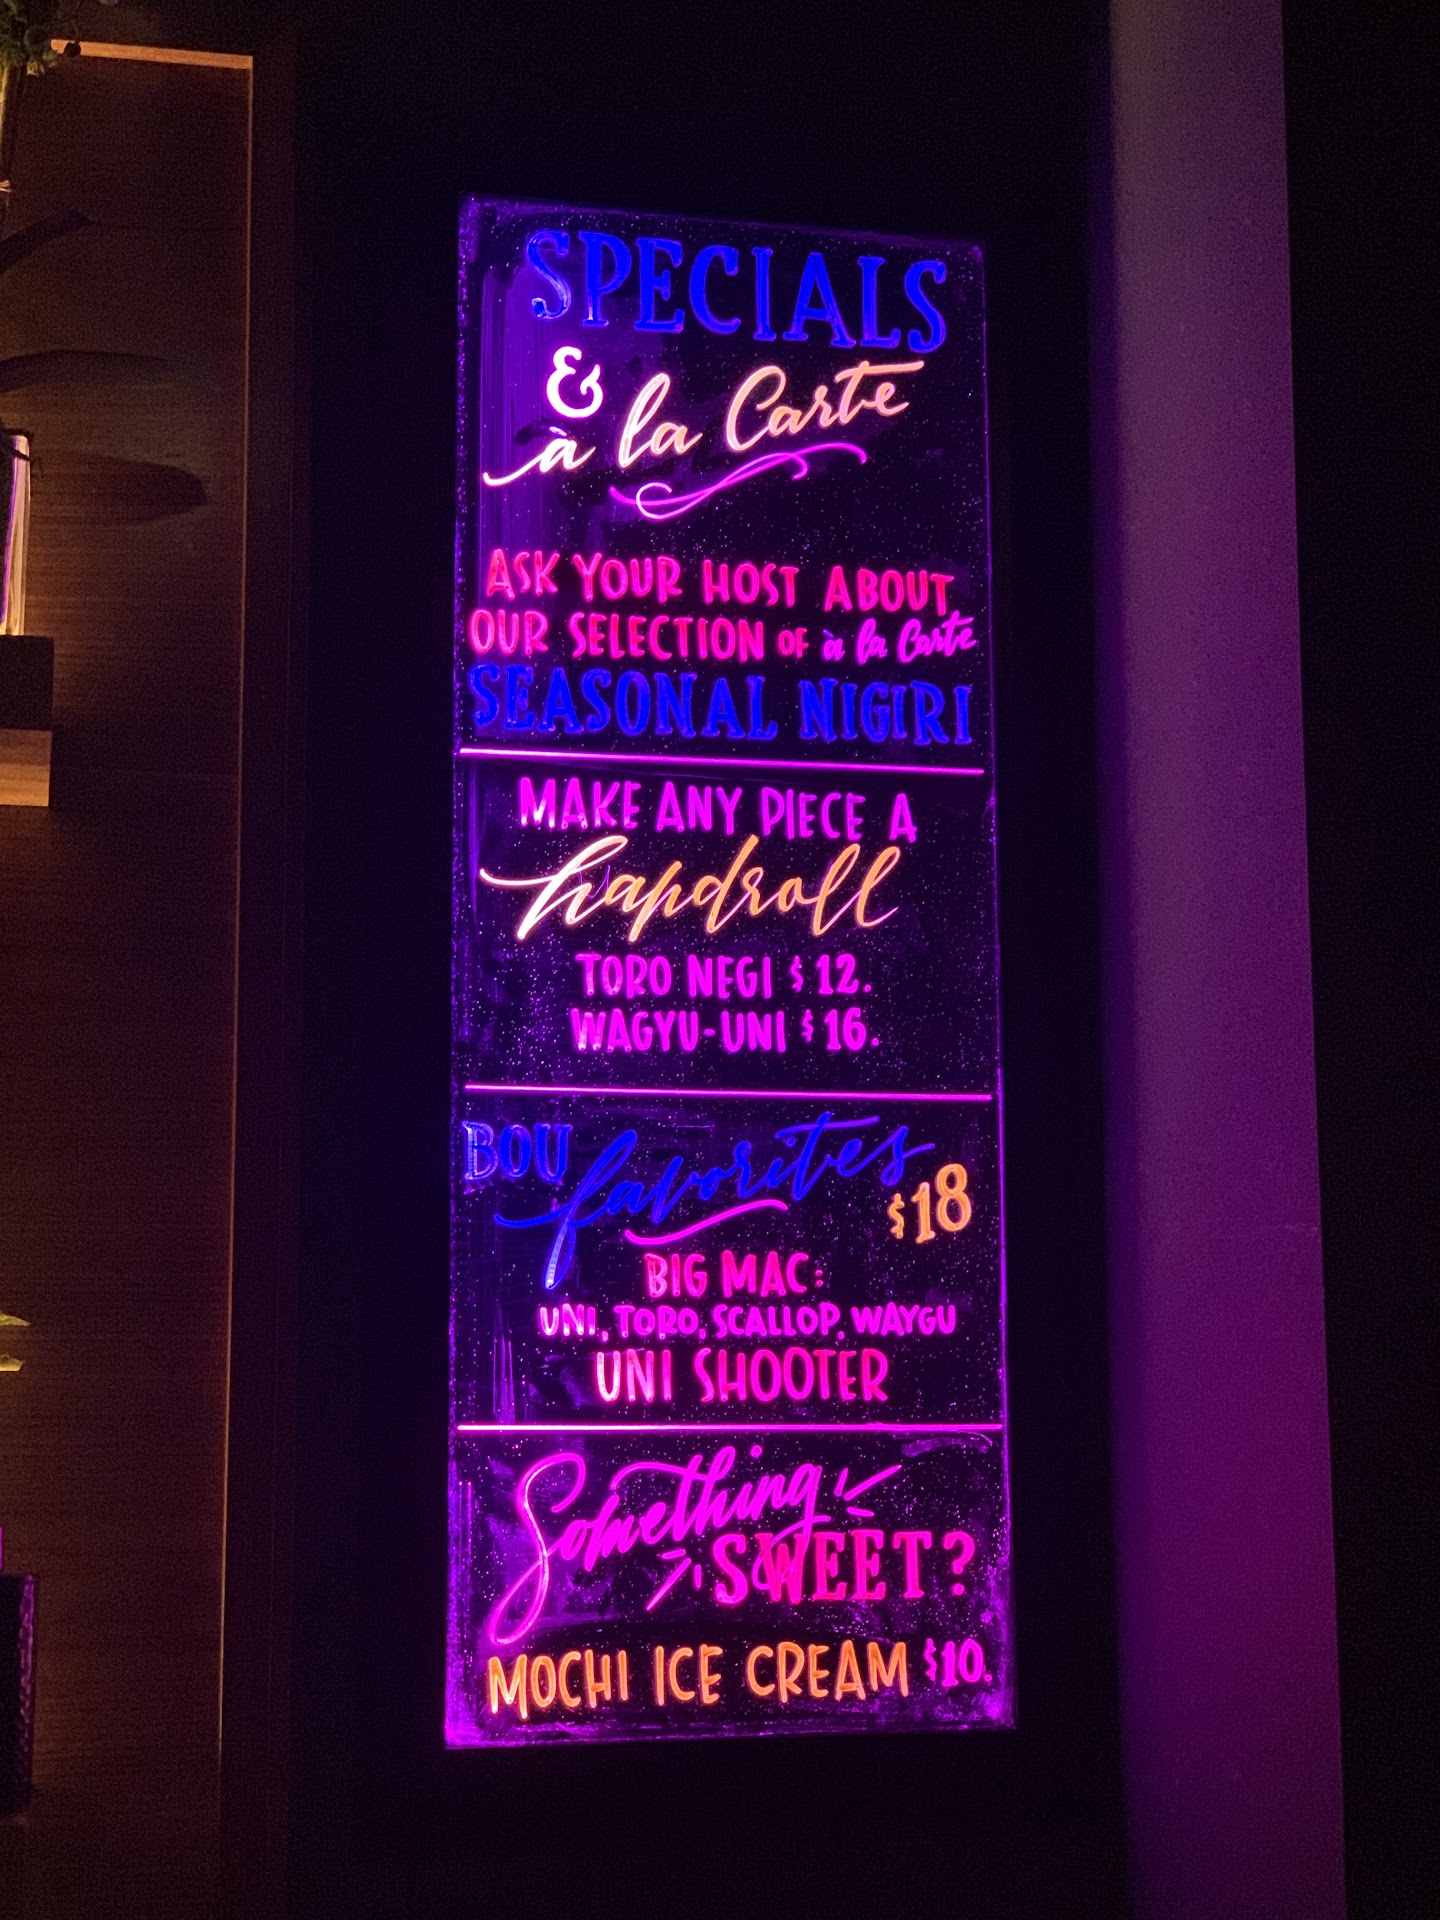 SPECIALS
& à la Carte
ASK YOUR HOST ABOUT
OUR SELECTION OF à la Carte
SEASONAL NIGIRI
MAKE ANY PIECE A
handroll
TORO NEGI $12.
WAGYU-UNI $16.
BOU favorites
$18
BIG MAC:
UNI, TORO, SCALLOP, WAYGU
UNI SHOOTER
Something
SWEET?
MOCHI ICE CREAM $10.